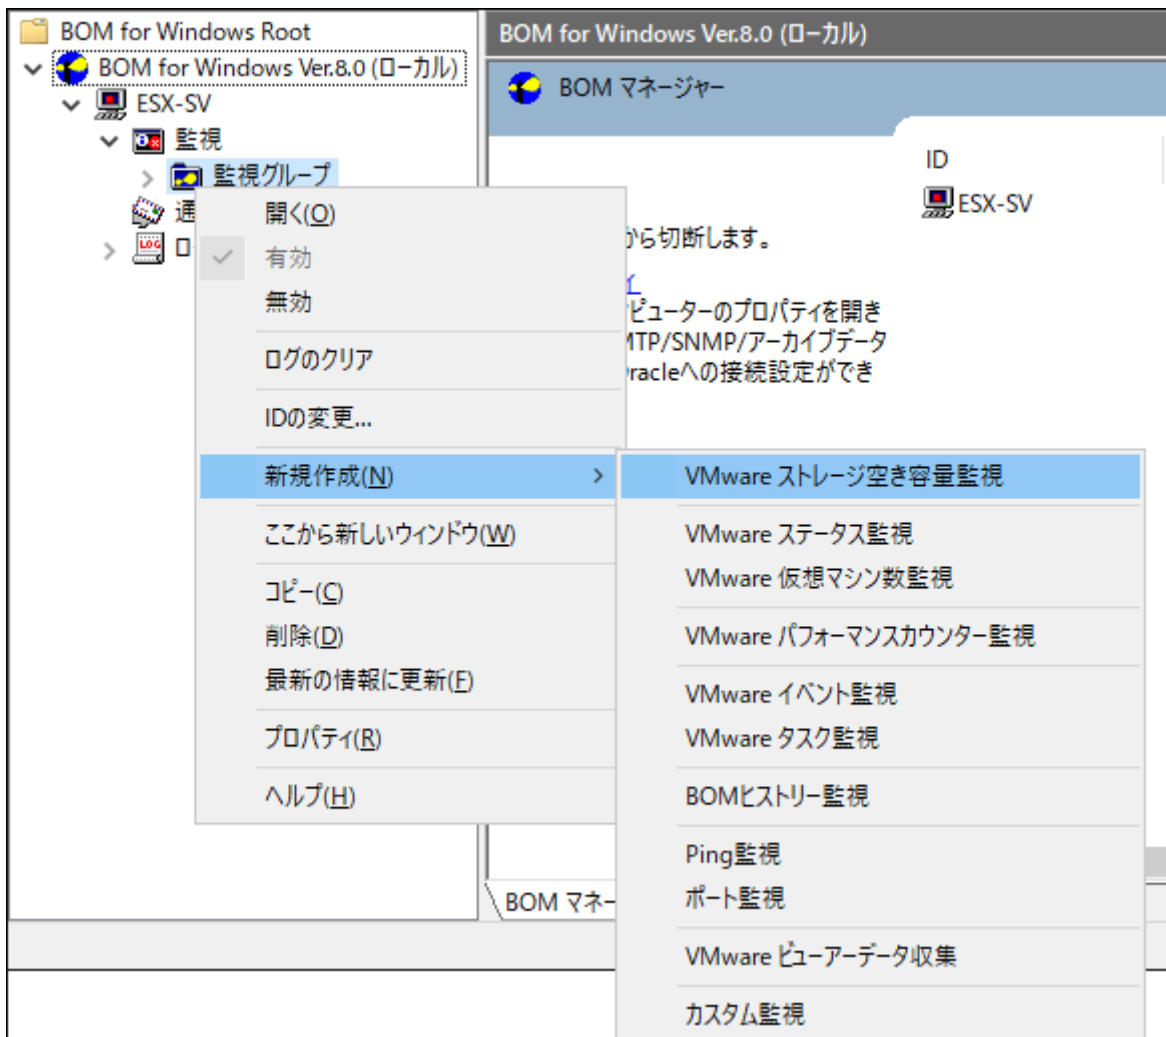 BOM for Windows Root
BOM for Windows Ver.8.0 (ローカル)
ESX-SV
監視
監視グループ
通
ロ
BOM for Windows Ver.8.0 (ローカル)
BOM マネージャー
ID
ESX-SV
から切断します。
ィ
ピューターのプロパティを開き
MTP/SNMP/アーカイブデータ
racleへの接続設定ができ
BOM マネー
開く(O)
有効
無効
ログのクリア
IDの変更...
新規作成(N)
ここから新しいウィンドウ(W)
コピー(C)
削除(D)
最新の情報に更新(F)
プロパティ(R)
ヘルプ(H)
VMware ストレージ空き容量監視
VMware ステータス監視
VMware 仮想マシン数監視
VMware パフォーマンスカウンター監視
VMware イベント監視
VMware タスク監視
BOMヒストリー監視
Ping監視
ポート監視
VMware ビューアーデータ収集
カスタム監視